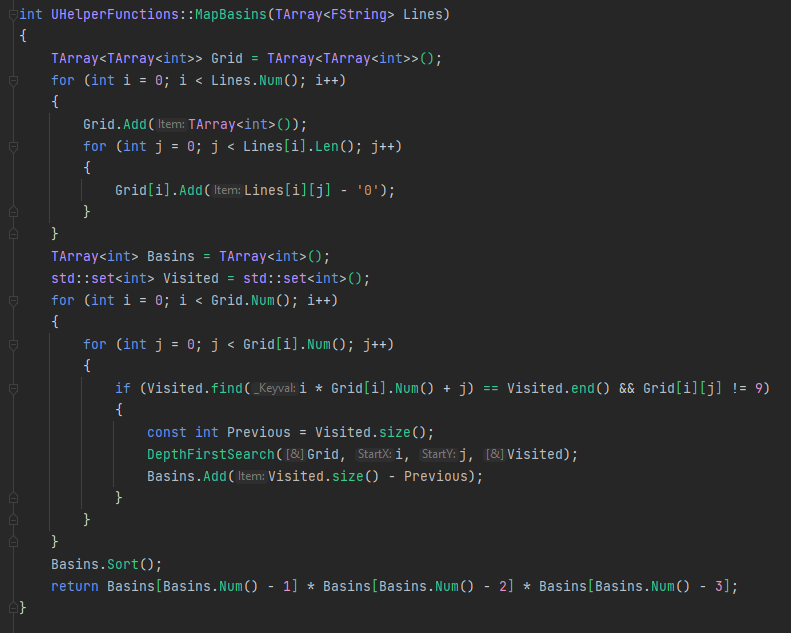 int UHelperFunctions::MapBasins(TArray<FString> Lines)
{
    TArray<TArray<int>> Grid = TArray<TArray<int>>();
    for (int i = 0; i < Lines.Num(); i++)
    {
        Grid.Add(Item: TArray<int>());
        for (int j = 0; j < Lines[i].Len(); j++)
        {
            Grid[i].Add(Item: Lines[i][j] - '0');
        }
    }
    TArray<int> Basins = TArray<int>();
    std::set<int> Visited = std::set<int>();
    for (int i = 0; i < Grid.Num(); i++)
    {
        for (int j = 0; j < Grid[i].Num(); j++)
        {
            if (Visited.find(_Keyval: i * Grid[i].Num() + j) == Visited.end() && Grid[i][j] != 9)
            {
                const int Previous = Visited.size();
                DepthFirstSearch([&] Grid, StartX: i, StartY: j, [&] Visited);
                Basins.Add(Item: Visited.size() - Previous);
            }
        }
    }
    Basins.Sort();
    return Basins[Basins.Num() - 1] * Basins[Basins.Num() - 2] * Basins[Basins.Num() - 3];
}